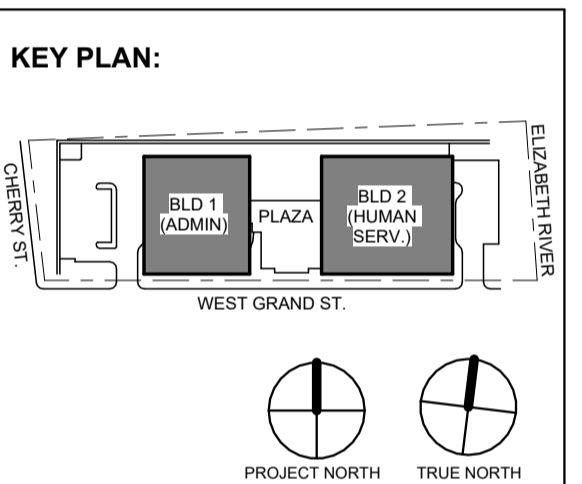 KEY PLAN:
CHERRY ST.
BLD 1
(ADMIN)
PLAZA
BLD 2
(HUMAN
SERV.)
ELIZABETH RIVER
WEST GRAND ST.
PROJECT NORTH
TRUE NORTH